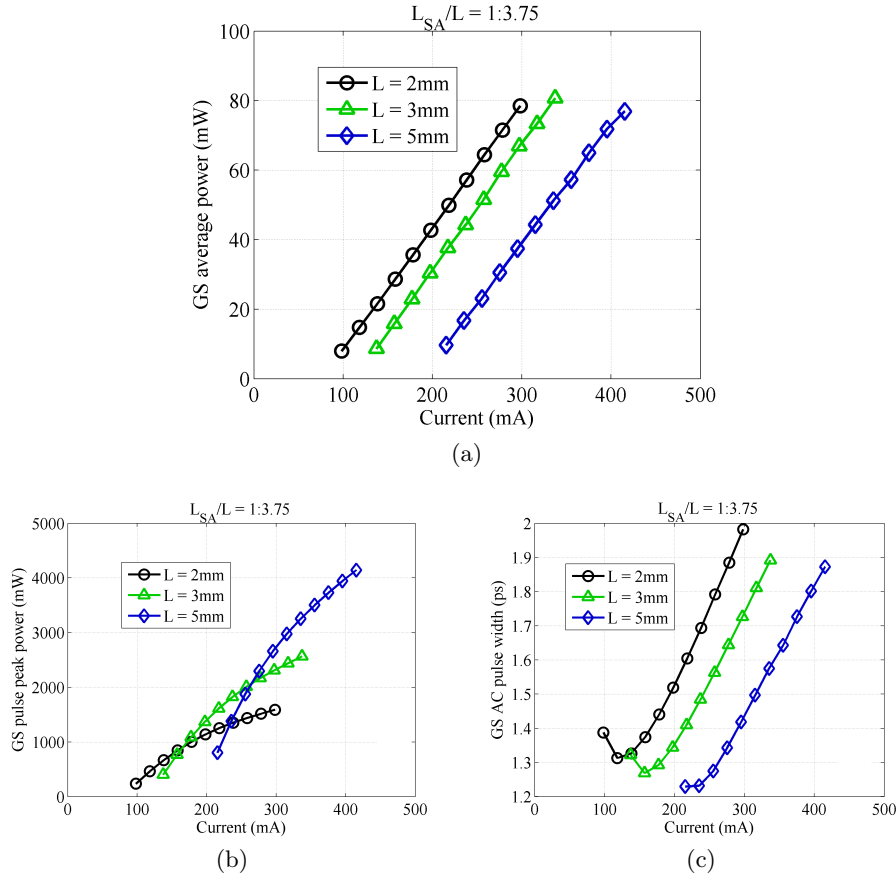 L_SA/L = 1:3.75
100
80
60
40
20
0
GS average power (mW)
L = 2mm
L = 3mm
L = 5mm
0 100 200 300 400 500
Current (mA)
(a)
L_SA/L = 1:3.75
5000
4000
3000
2000
1000
0
GS pulse peak power (mW)
L = 2mm
L = 3mm
L = 5mm
0 100 200 300 400 500
Current (mA)
(b)
L_SA/L = 1:3.75
2
1.9
1.8
1.7
1.6
1.5
1.4
1.3
1.2
GS AC pulse width (ps)
L = 2mm
L = 3mm
L = 5mm
0 100 200 300 400 500
Current (mA)
(c)